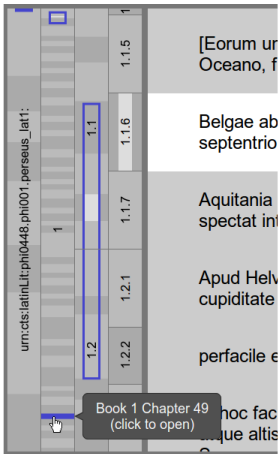 urn:cts:latinLit:phi0448.phi001.perseus_lat1:
1
1.1
1.2
1.1.5
1.1.6
1.1.7
1.2.1
1.2.2
[Eorum un
Oceano, f
Belgae ab
septentrio
Aquitania
spectat int
Apud Helv
cupiditate
perfacile e
hoc fac
que altis
Book 1 Chapter 49
(click to open)